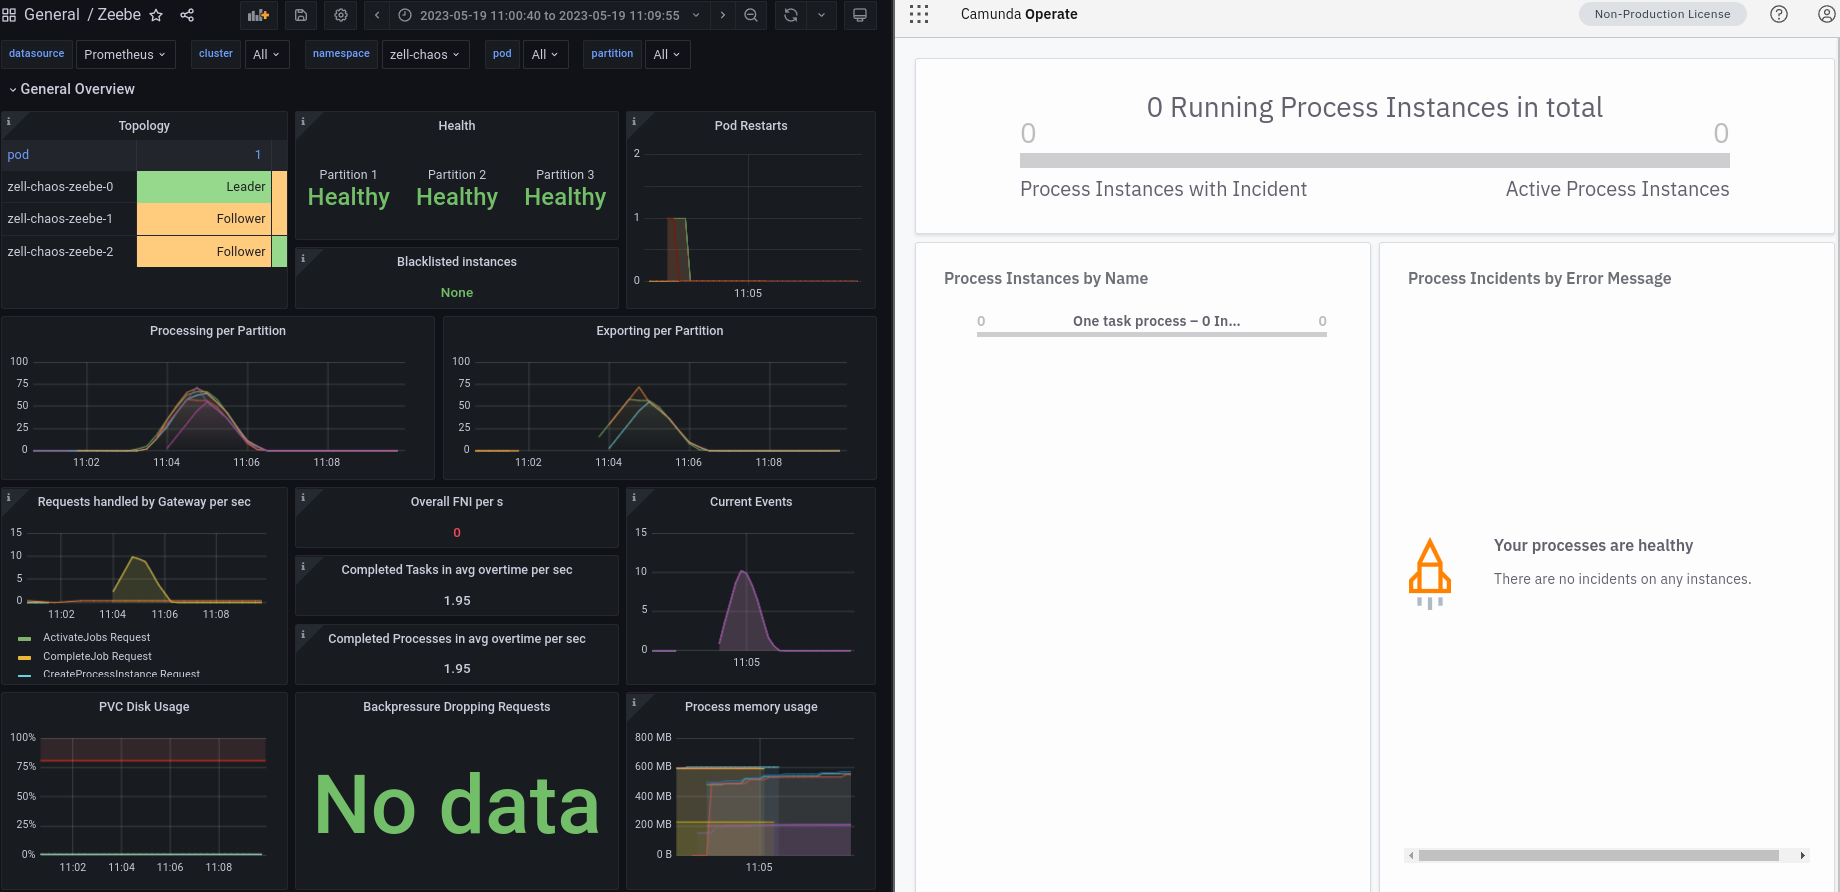 General / Zeebe
2023-05-19 11:00:40 to 2023-05-19 11:09:55
datasource Prometheus cluster All namespace zell-chaos pod All partition All
General Overview
Topology
pod 1
zell-chaos-zeebe-0 Leader
zell-chaos-zeebe-1 Follower
zell-chaos-zeebe-2 Follower
Health
Partition 1 Partition 2 Partition 3
Healthy Healthy Healthy
Blacklisted instances
None
Pod Restarts
2
1
0
11:05
Processing per Partition
100
75
50
25
0
11:02 11:04 11:06 11:08
Exporting per Partition
100
75
50
25
0
11:02 11:04 11:06 11:08
Requests handled by Gateway per sec
15
10
5
0
11:02 11:04 11:06 11:08
ActivateJobs Request
CompleteJob Request
CreateProcessInstance Request
Overall FNI per s
0
Completed Tasks in avg overtime per sec
1.95
Completed Processes in avg overtime per sec
1.95
Current Events
15
10
5
0
11:05
PVC Disk Usage
100%
75%
50%
25%
0%
11:02 11:04 11:06 11:08
Backpressure Dropping Requests
No data
Process memory usage
800 MB
600 MB
400 MB
200 MB
0 B
11:05
Camunda Operate
Non-Production License
0 Running Process Instances in total
0 0
Process Instances with Incident Active Process Instances
Process Instances by Name
0 One task process – 0 In... 0
Process Incidents by Error Message
Your processes are healthy
There are no incidents on any instances.